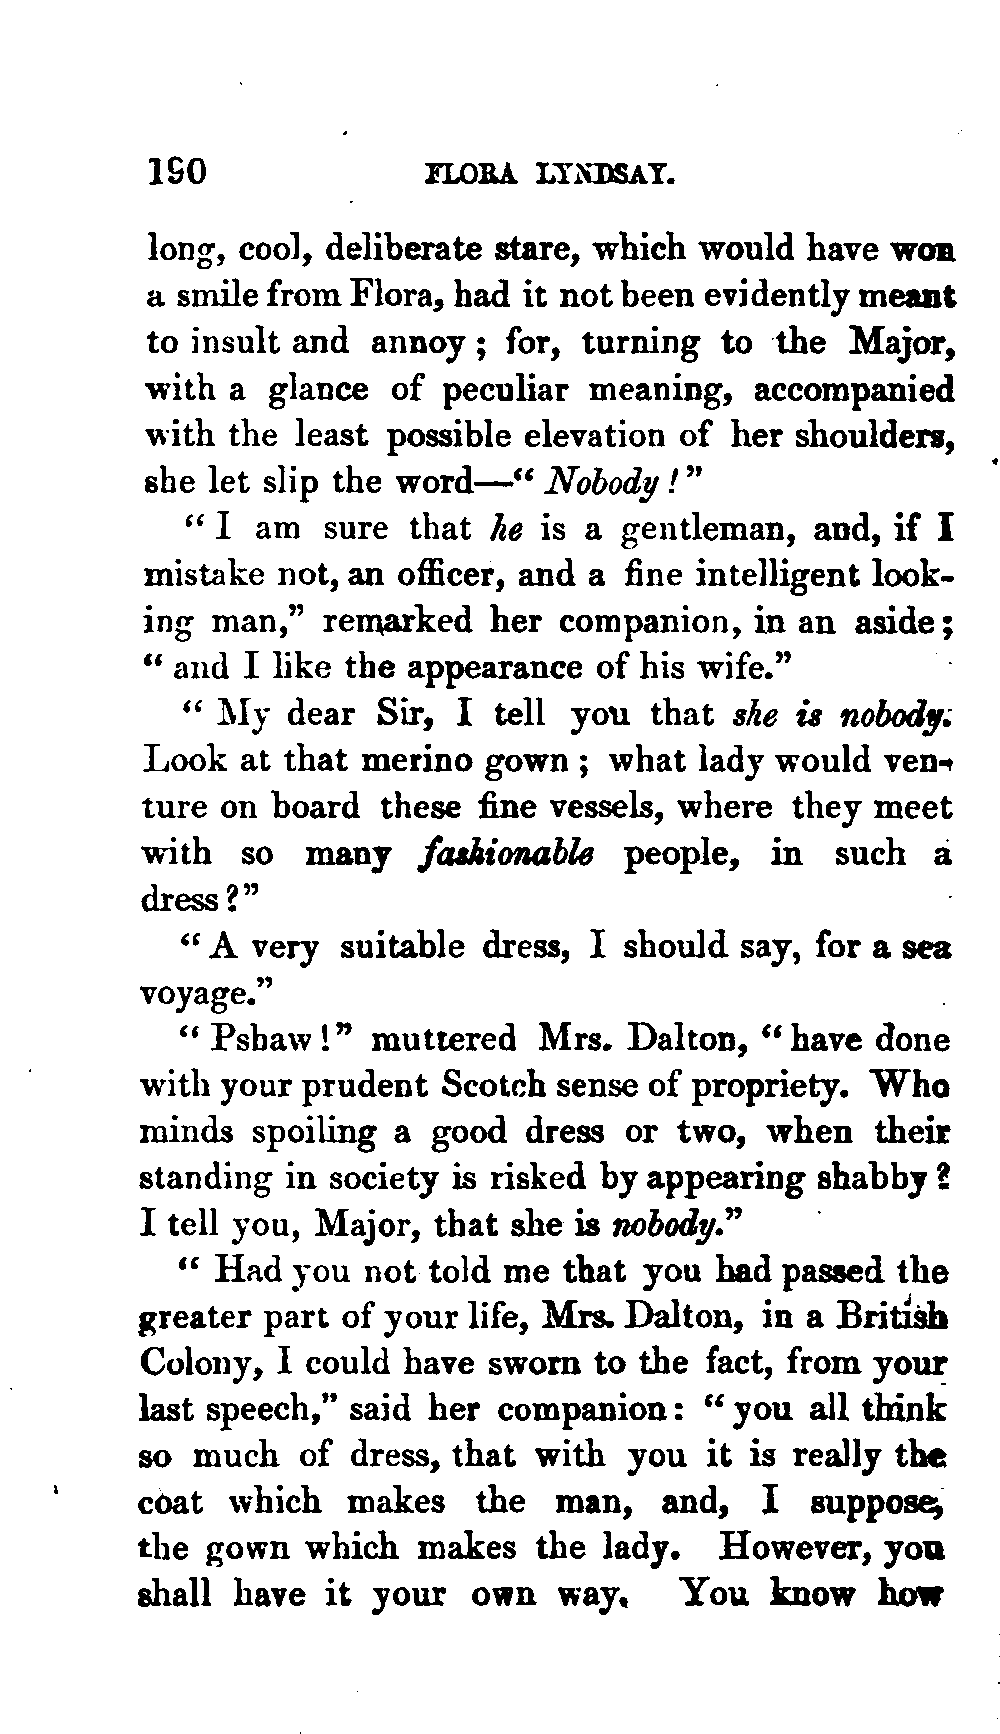 190 FLORA LYNDSAY.
long, cool, deliberate stare, which would have won
a smile from Flora, had it not been evidently meant
to insult and annoy ; for, turning to the Major,
with a glance of peculiar meaning, accompanied
with the least possible elevation of her shoulders,
she let slip the word—“ Nobody ! ”
“ I am sure that he is a gentleman, and, if I
mistake not, an officer, and a fine intelligent look-
ing man,” remarked her companion, in an aside ;
“ and I like the appearance of his wife.”
“ My dear Sir, I tell you that she is nobody.
Look at that merino gown ; what lady would ven-
ture on board these fine vessels, where they meet
with so many fashionable people, in such a
dress ? ”
“ A very suitable dress, I should say, for a sea
voyage.”
“ Pshaw ! ” muttered Mrs. Dalton, “ have done
with your prudent Scotch sense of propriety. Who
minds spoiling a good dress or two, when their
standing in society is risked by appearing shabby ?
I tell you, Major, that she is nobody.”
“ Had you not told me that you had passed the
greater part of your life, Mrs. Dalton, in a British
Colony, I could have sworn to the fact, from your
last speech,” said her companion : “ you all think
so much of dress, that with you it is really the
coat which makes the man, and, I suppose,
the gown which makes the lady. However, you
shall have it your own way. You know how